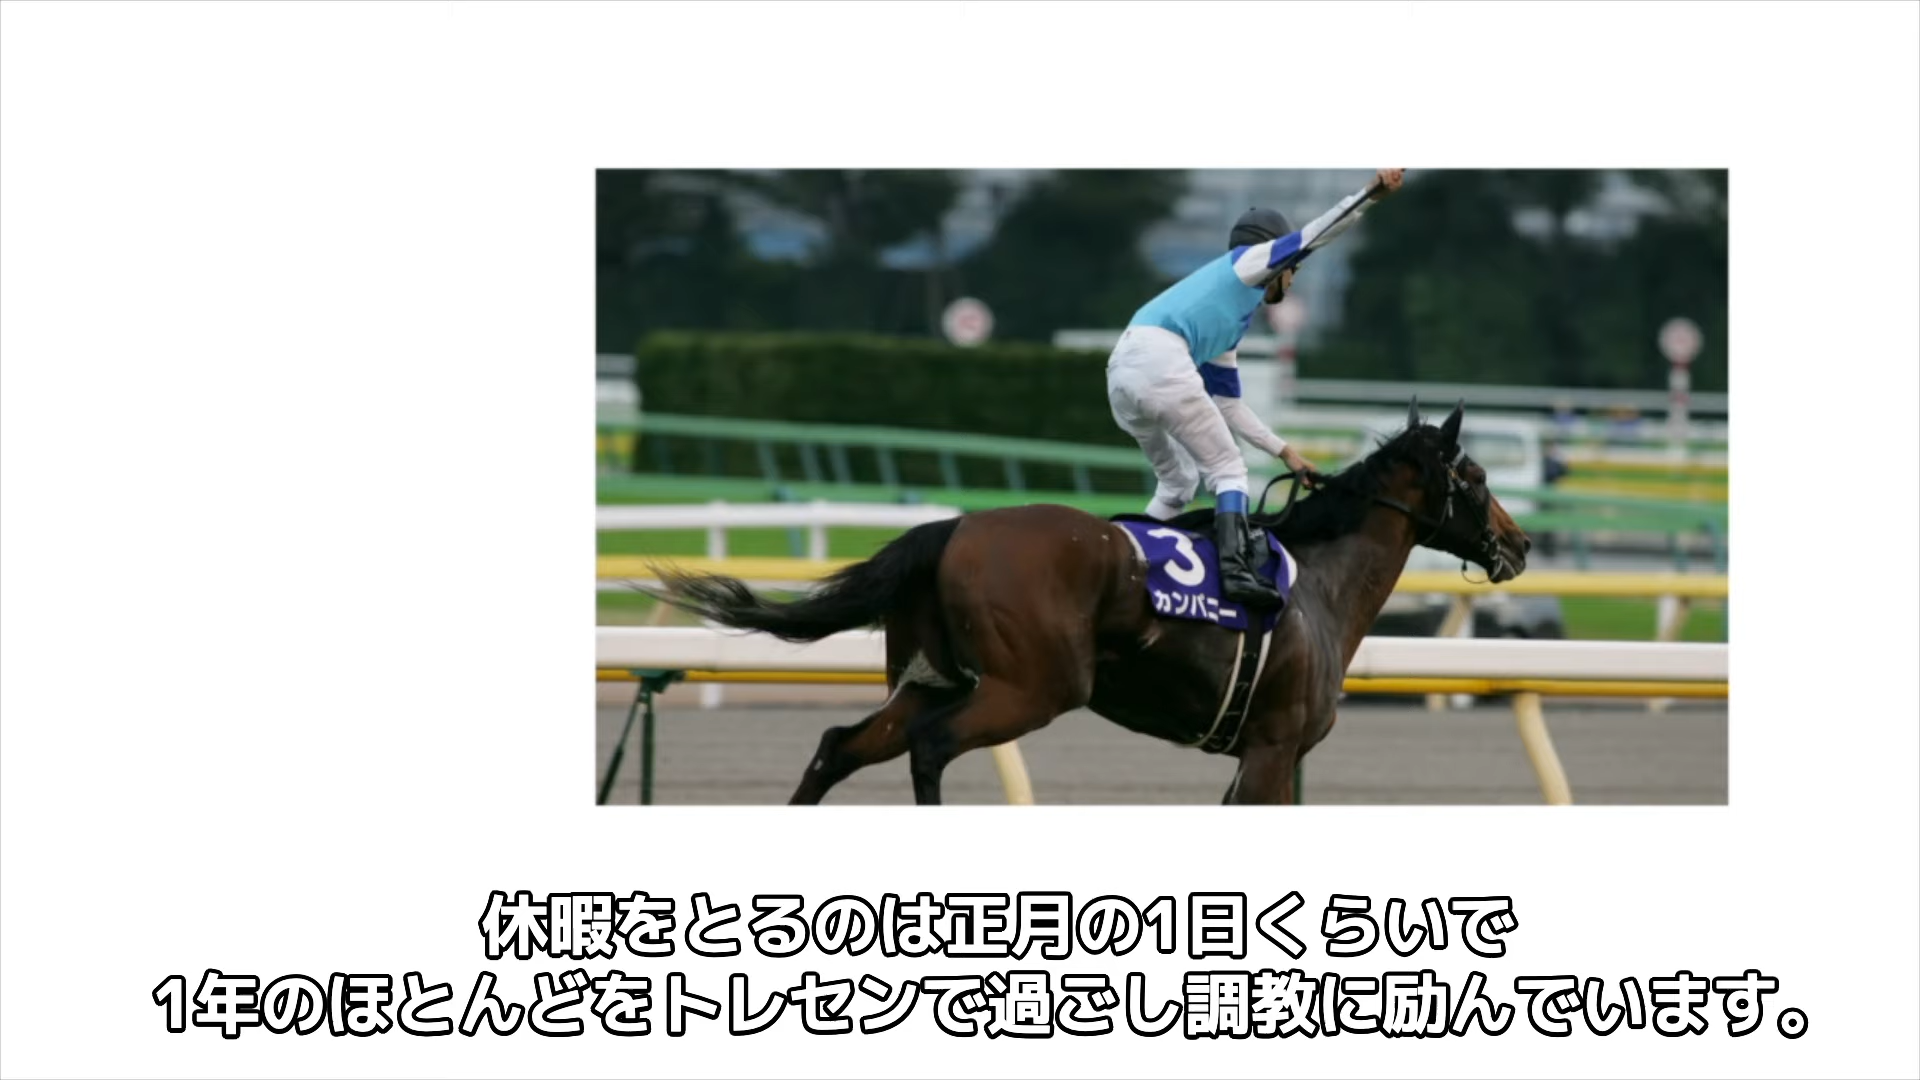 3
カンパニー
休暇をとるのは正月の1日くらいで
1年のほとんどをトレセンで過ごし調教に励んでいます。